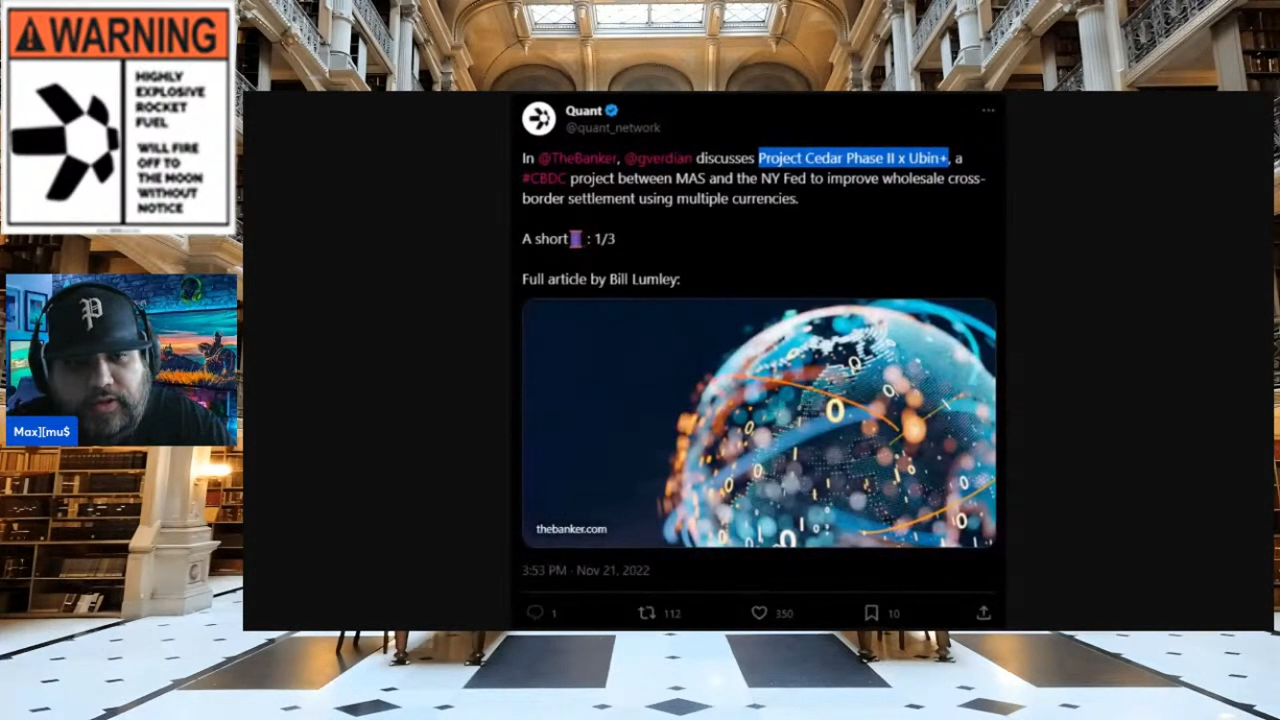 WARNING
HIGHLY
EXPLOSIVE
ROCKET
FUEL.
WILL FIRE
OFF TO
THE MOON
WITHOUT
NOTICE
P
Max][mu$
Quant
@quant_network
In @TheBanker, @gverdian discusses Project Cedar Phase II x Ubin+, a
#CBDC project between MAS and the NY Fed to improve wholesale cross-
border settlement using multiple currencies.
A short🧵: 1/3
Full article by Bill Lumley:
thebanker.com
3:53 PM · Nov 21, 2022
1 112 350 10